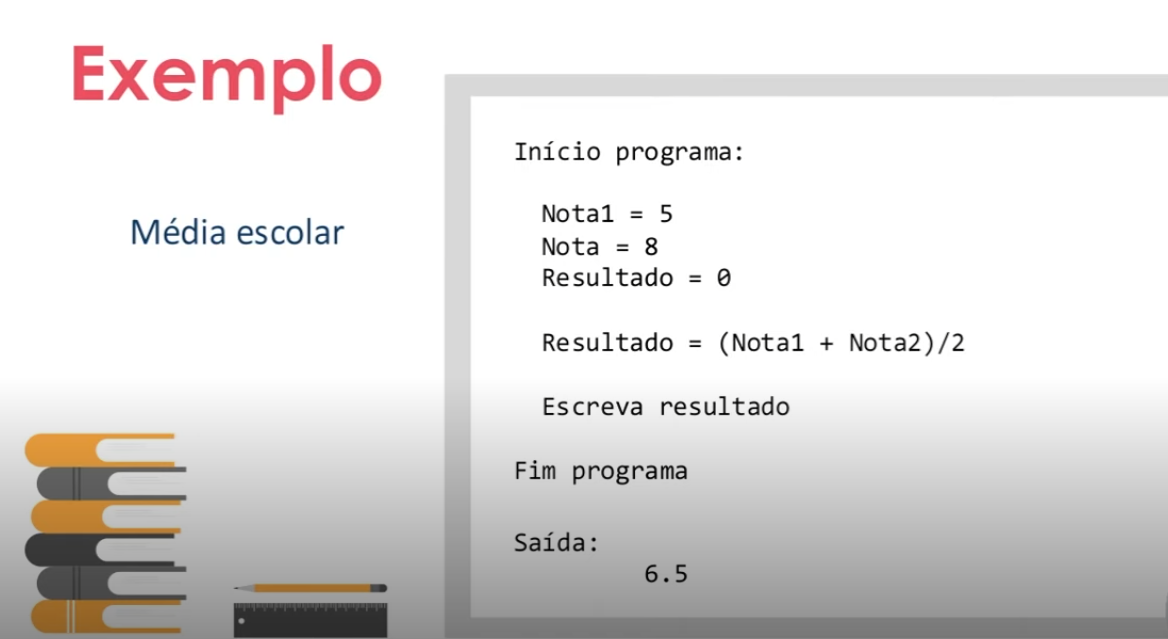 Exemplo
Média escolar
Início programa:
Nota1 = 5
Nota = 8
Resultado = 0
Resultado = (Nota1 + Nota2)/2
Escreva resultado
Fim programa
Saída:
6.5